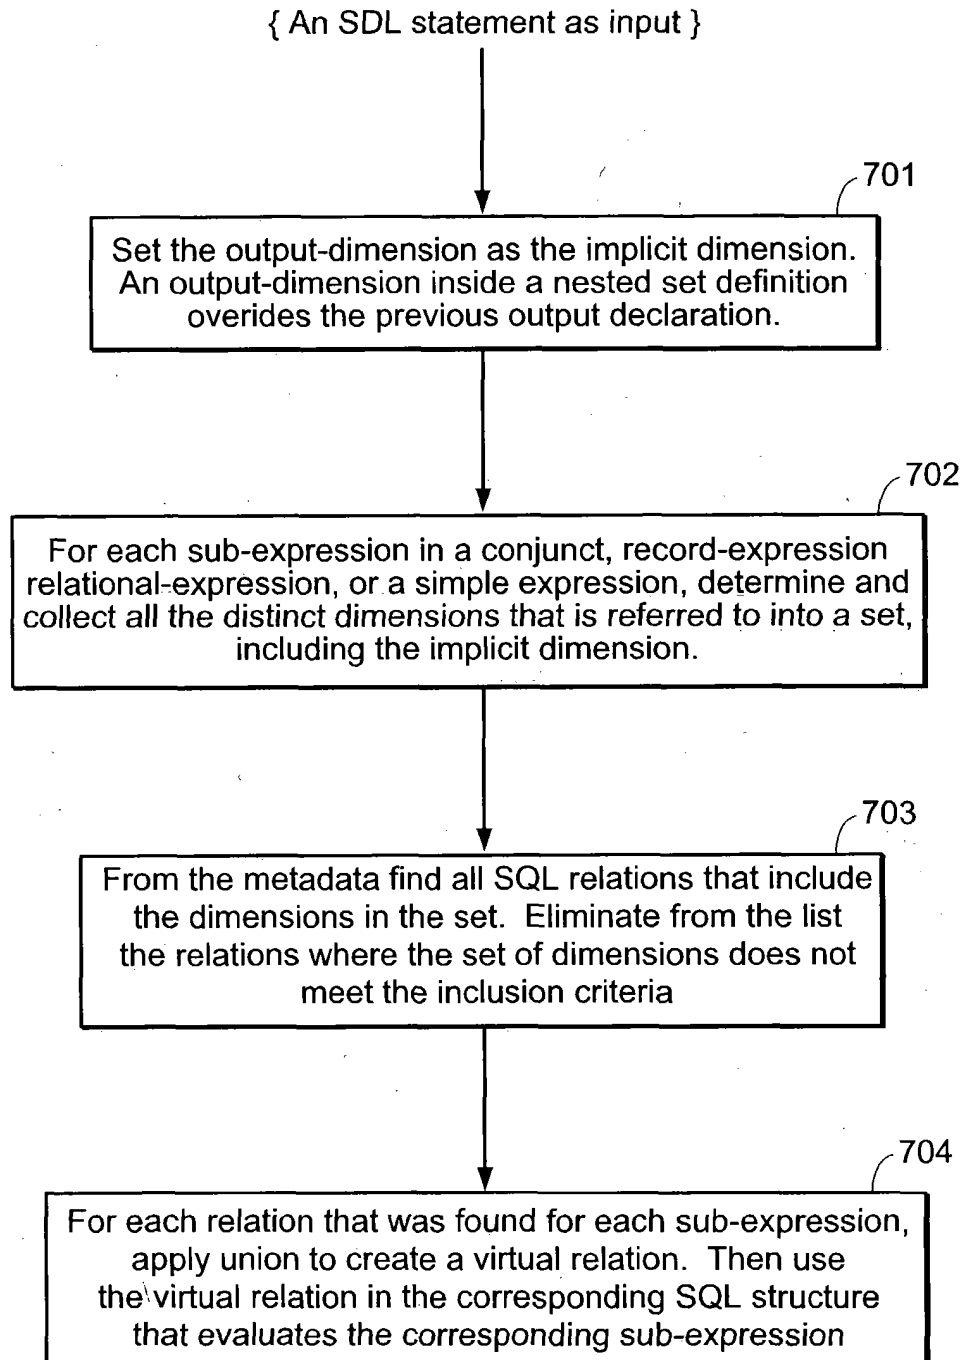 { An SDL statement as input }
701
Set the output-dimension as the implicit dimension.
An output-dimension inside a nested set definition
overides the previous output declaration.
702
For each sub-expression in a conjunct, record-expression
relational-expression, or a simple expression, determine and
collect all the distinct dimensions that is referred to into a set,
including the implicit dimension.
703
From the metadata find all SQL relations that include
the dimensions in the set. Eliminate from the list
the relations where the set of dimensions does not
meet the inclusion criteria
704
For each relation that was found for each sub-expression,
apply union to create a virtual relation. Then use
the virtual relation in the corresponding SQL structure
that evaluates the corresponding sub-expression